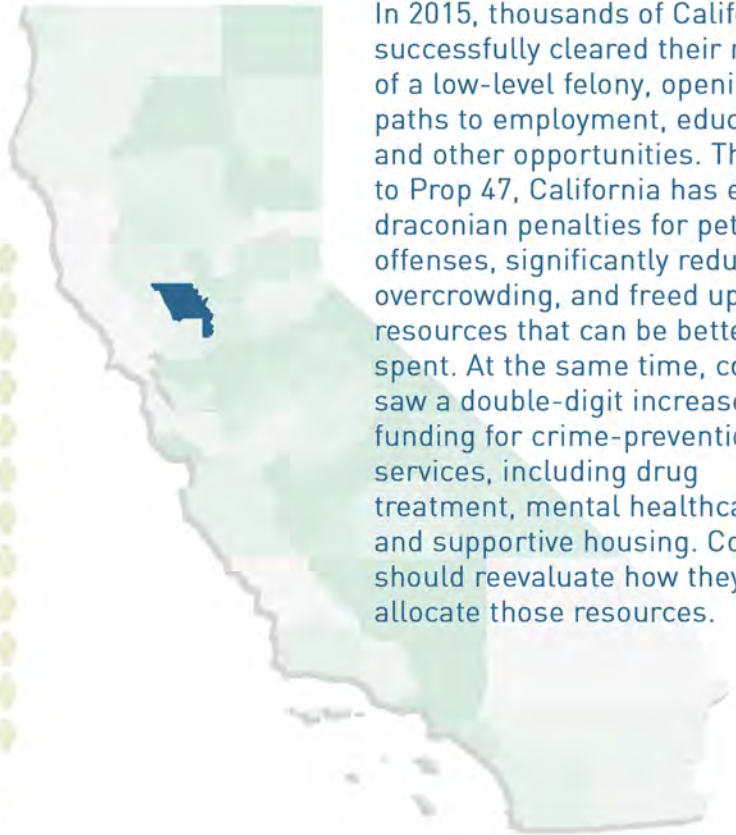 In 2015, thousands of Calif
successfully cleared their r
of a low-level felony, openi
paths to employment, educ
and other opportunities. Th
to Prop 47, California has e
draconian penalties for pet
offenses, significantly redu
overcrowding, and freed up
resources that can be bette
spent. At the same time, co
saw a double-digit increase
funding for crime-preventi
services, including drug
treatment, mental healthca
and supportive housing. Co
should reevaluate how they
allocate those resources.